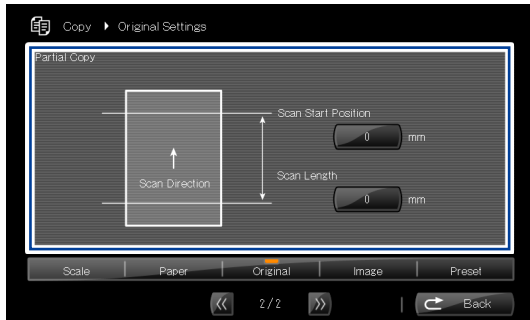 Copy ▶ Original Settings
Partial Copy
Scan Start Position
0 mm
Scan Direction
Scan Length
0 mm
Scale Paper Original Image Preset
2/2 Back